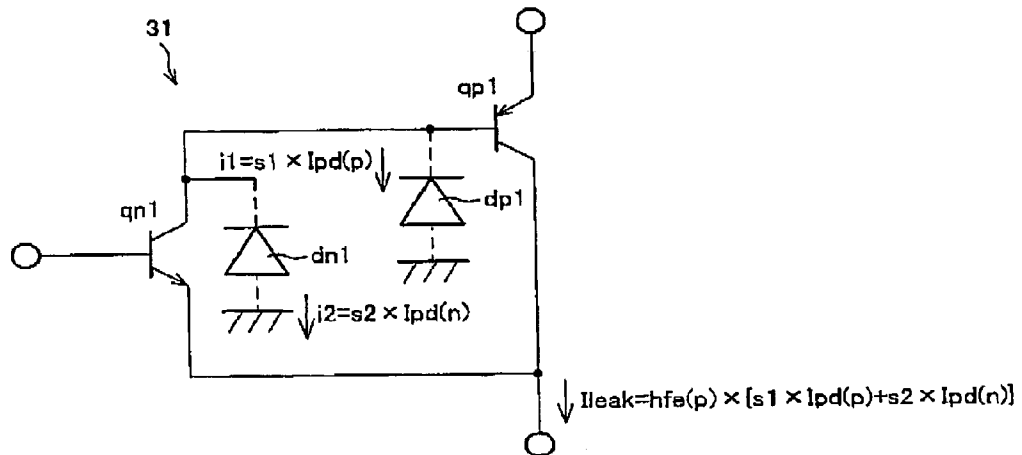 31
qp1
i1=s1 × Ipd(p)
dp1
qn1
dn1
i2=s2 × Ipd(n)
Ileak=hfe(p) × [s1 × Ipd(p)+s2 × Ipd(n)]